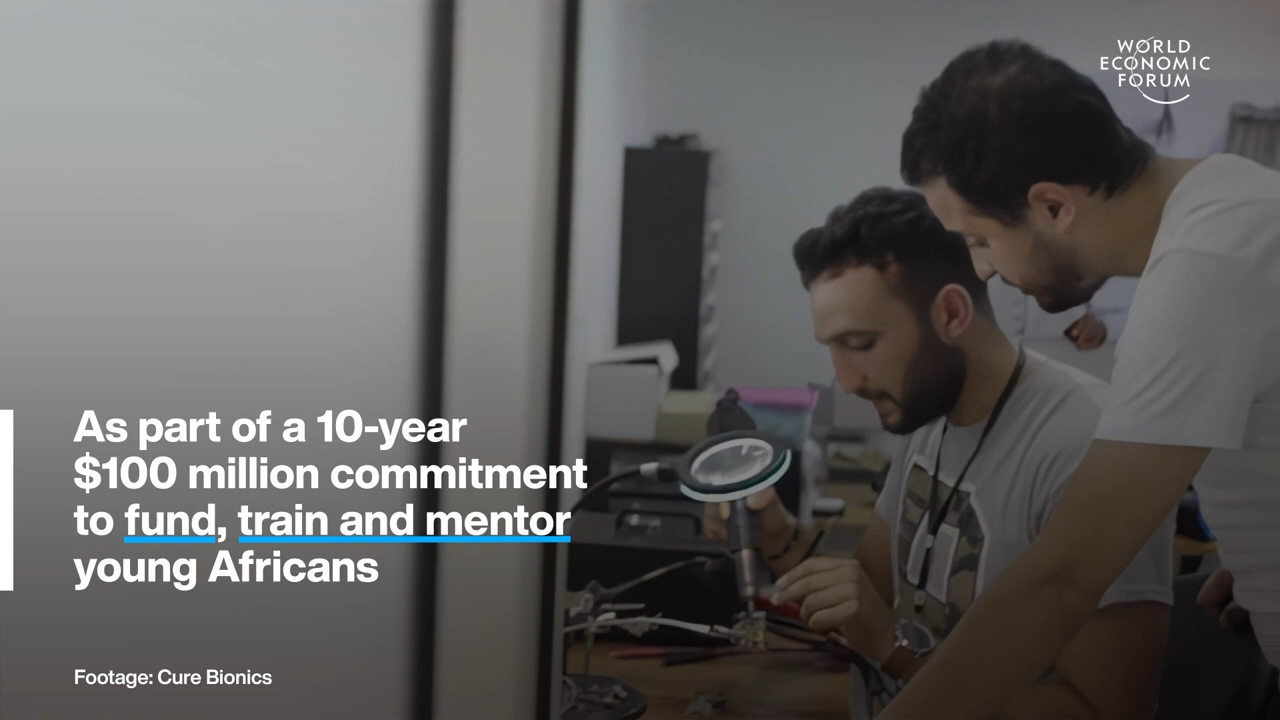 WORLD
ECONOMIC
FORUM
As part of a 10-year
$100 million commitment
to fund, train and mentor
young Africans
Footage: Cure Bionics